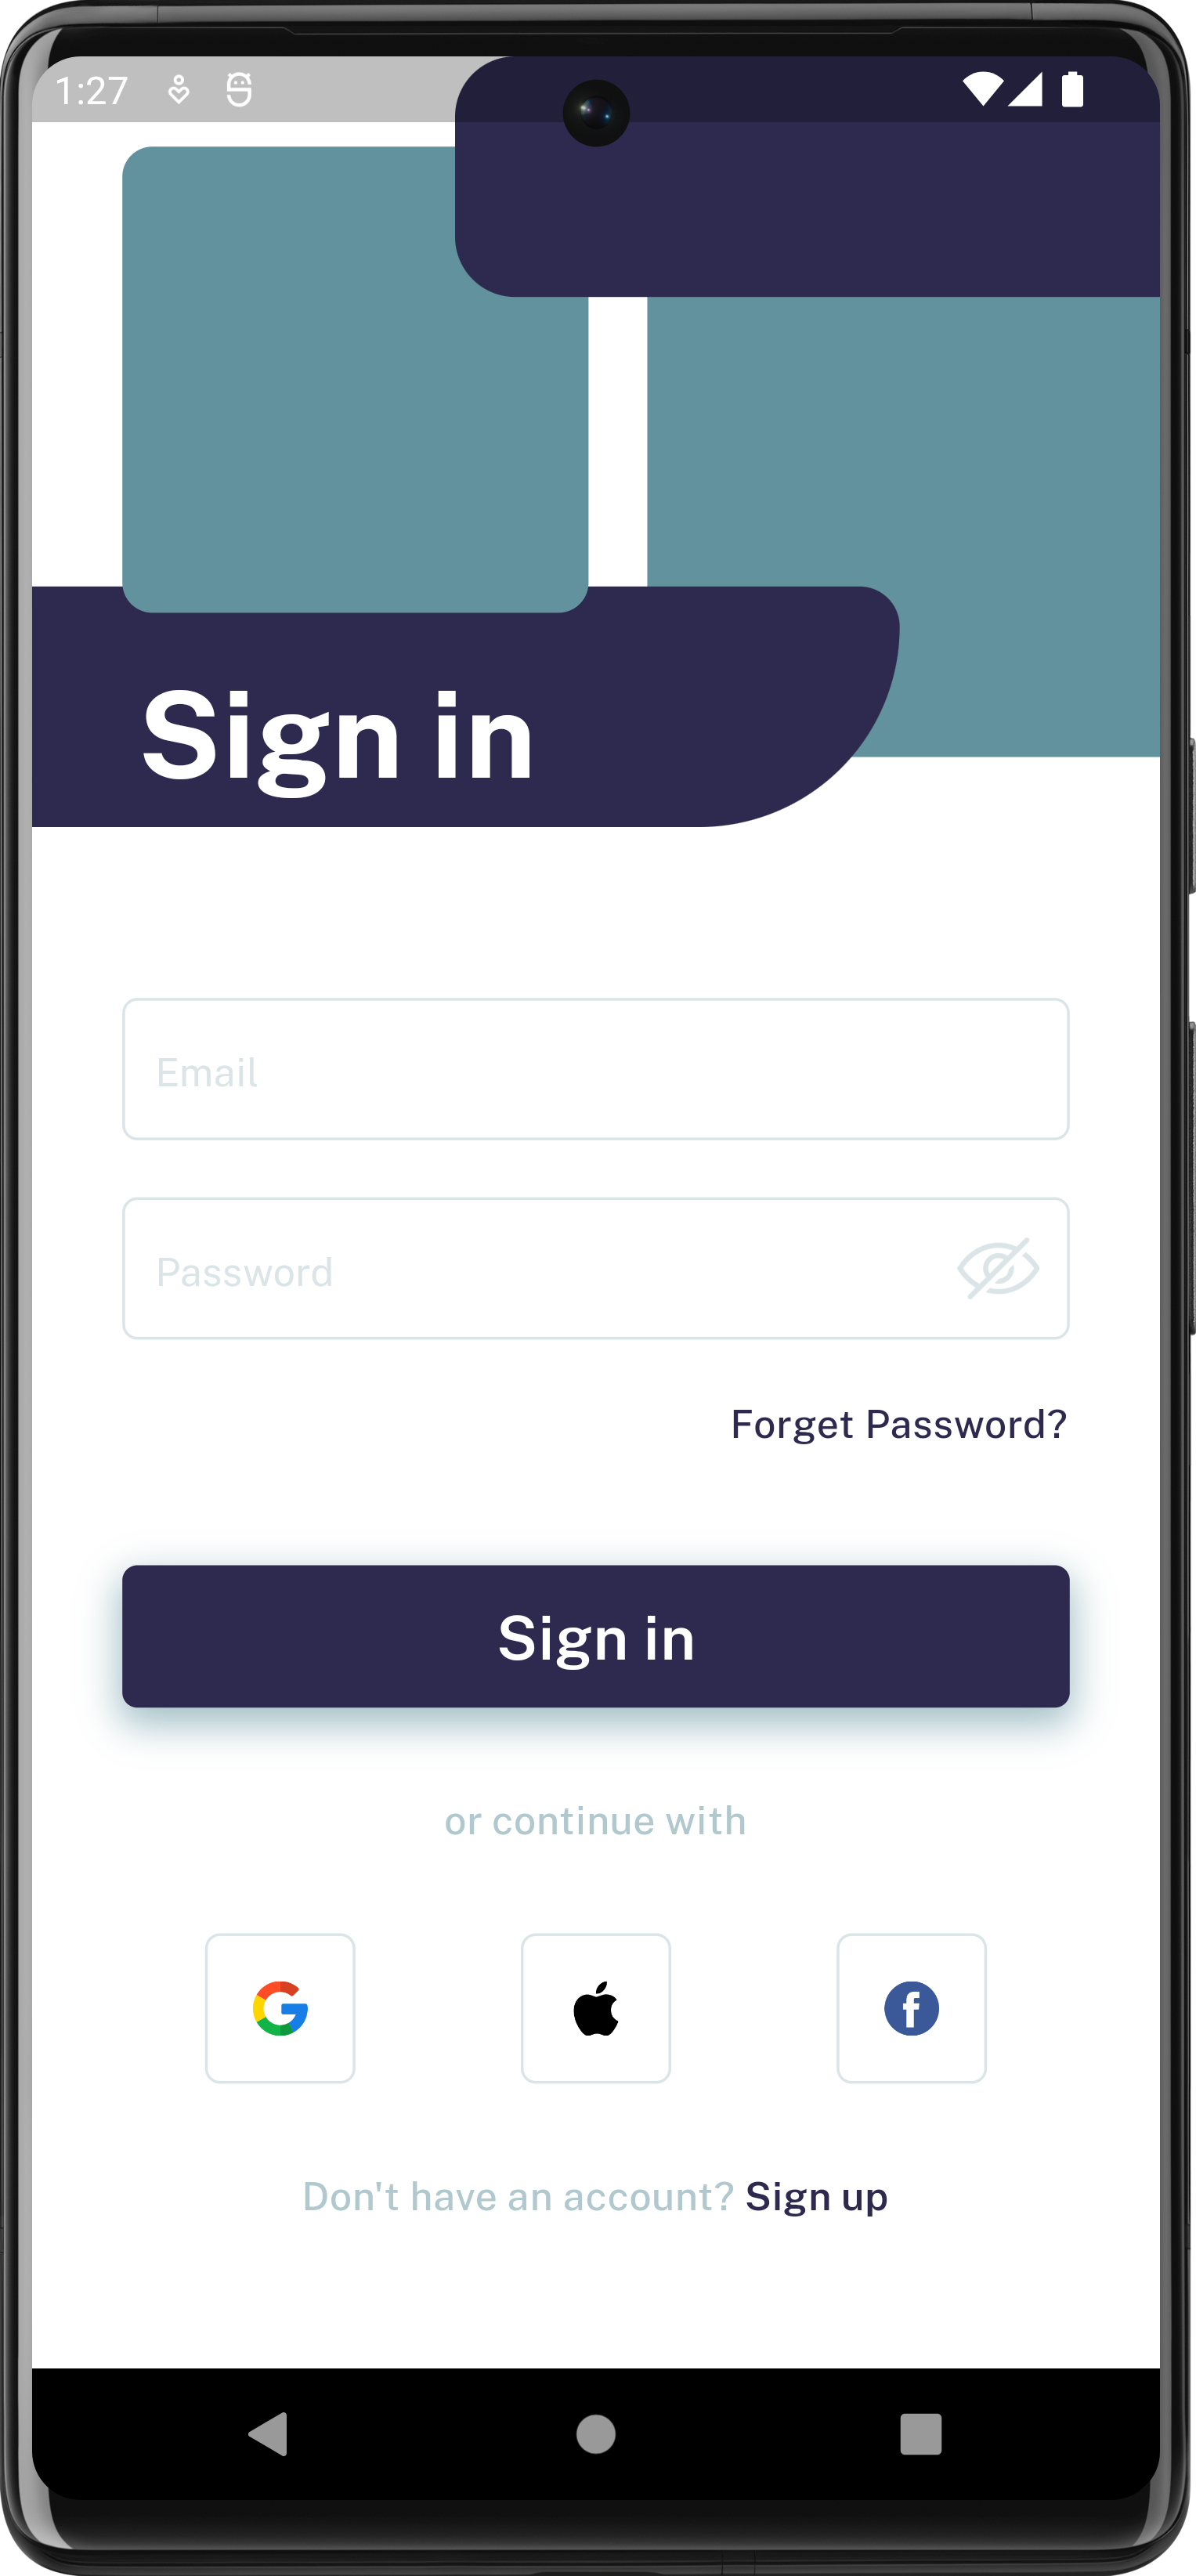 1:27
Sign in
Email
Password
Forget Password?
Sign in
or continue with
Don't have an account? Sign up